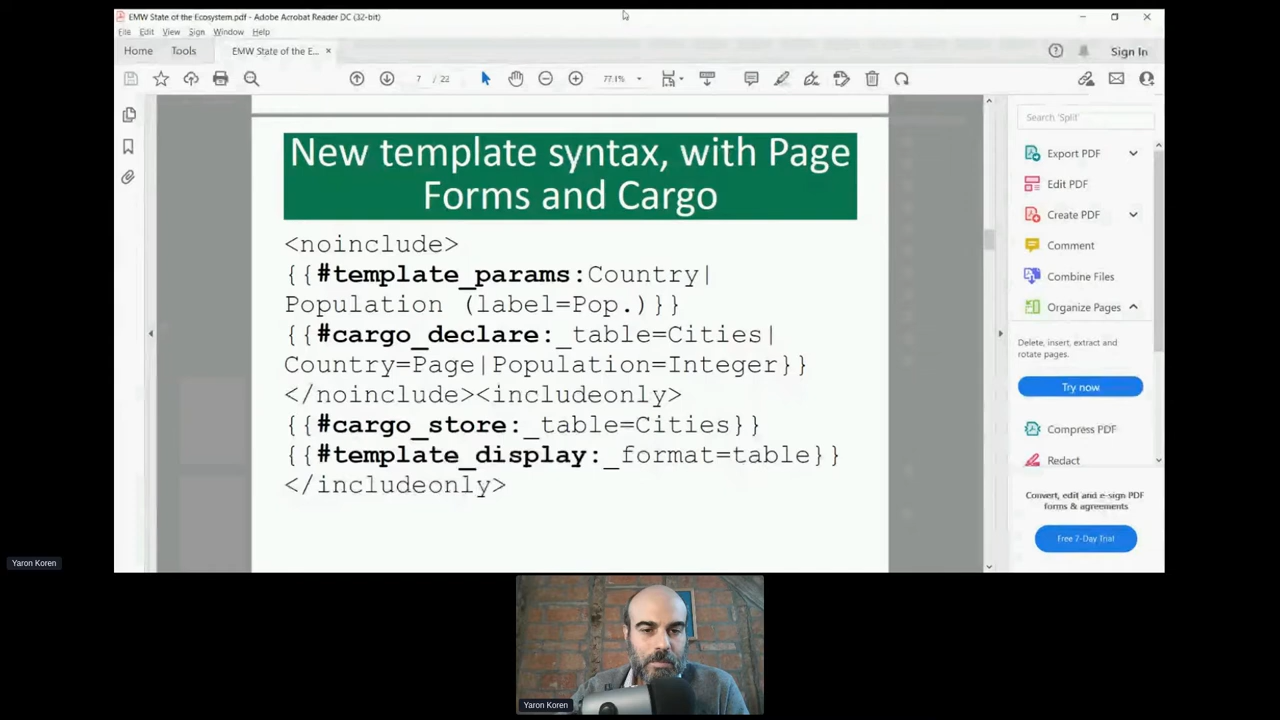 EMW State of the Ecosystem.pdf - Adobe Acrobat Reader DC (32-bit)
File Edit View Sign Window Help
Home Tools EMW State of the E... × Sign In
7 / 22 77.1%
Search 'Split'
New template syntax, with Page
Forms and Cargo
<noinclude>
{{#template_params:Country|
Population (label=Pop.)}}
{{#cargo_declare:_table=Cities|
Country=Page|Population=Integer}}
</noinclude><includeonly>
{{#cargo_store:_table=Cities}}
{{#template_display:_format=table}}
</includeonly>
Export PDF
Edit PDF
Create PDF
Comment
Combine Files
Organize Pages
Delete, insert, extract and
rotate pages.
Try now
Compress PDF
Redact
Convert, edit and e-sign PDF
forms & agreements
Free 7-Day Trial
Yaron Koren
Yaron Koren